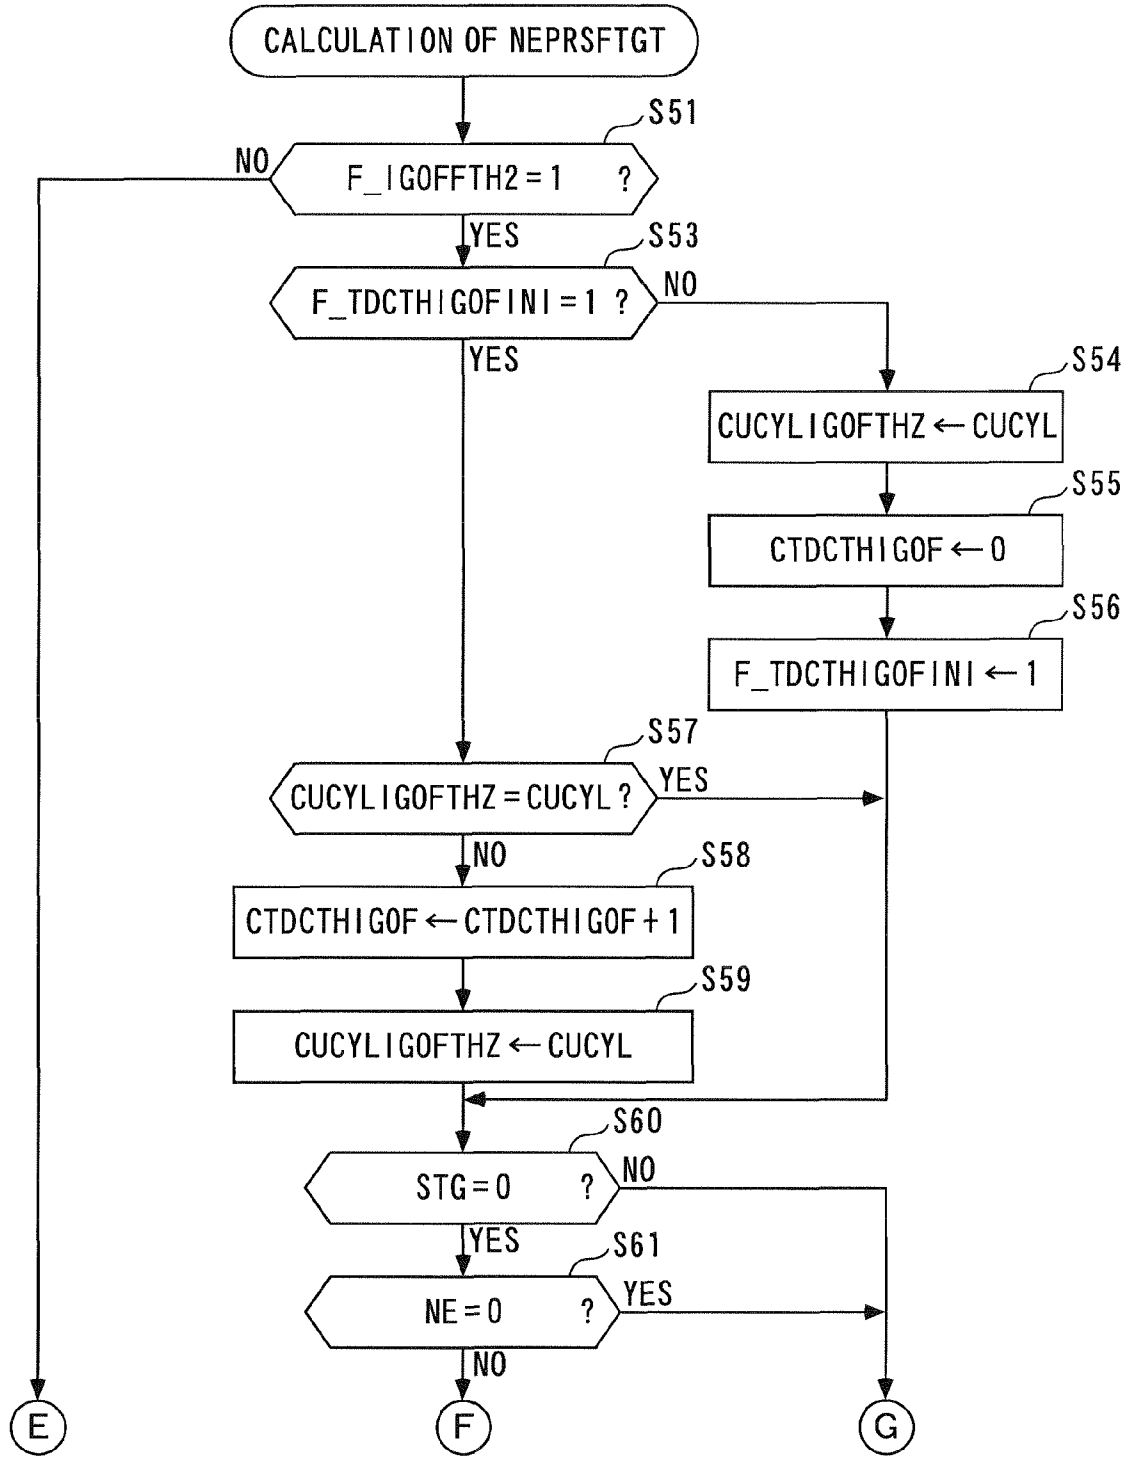 CALCULATION OF NEPRSFTGT
S51
F_IGOFFTH2=1 ?
NO
YES
S53
F_TDCTHIGOFINI=1 ?
NO
YES
S54
CUCYLIGOFTHZ←CUCYL
S55
CTDCTHIGOF←0
S56
F_TDCTHIGOFINI←1
S57
CUCYLIGOFTHZ=CUCYL?
YES
NO
S58
CTDCTHIGOF←CTDCTHIGOF+1
S59
CUCYLIGOFTHZ←CUCYL
S60
STG=0 ?
NO
YES
S61
NE=0 ?
YES
NO
E
F
G